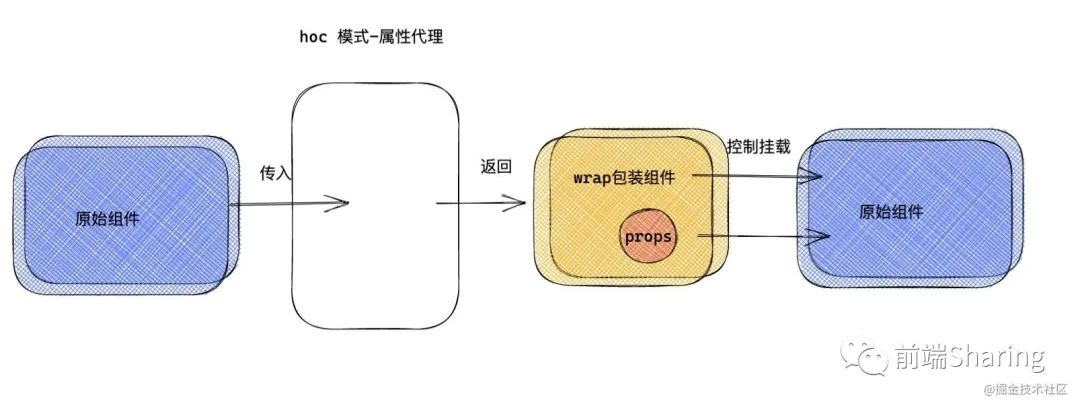 hoc 模式-属性代理
原始组件
传入
返回
wrap包装组件
props
控制挂载
原始组件
前端Sharing
@掘金技术社区